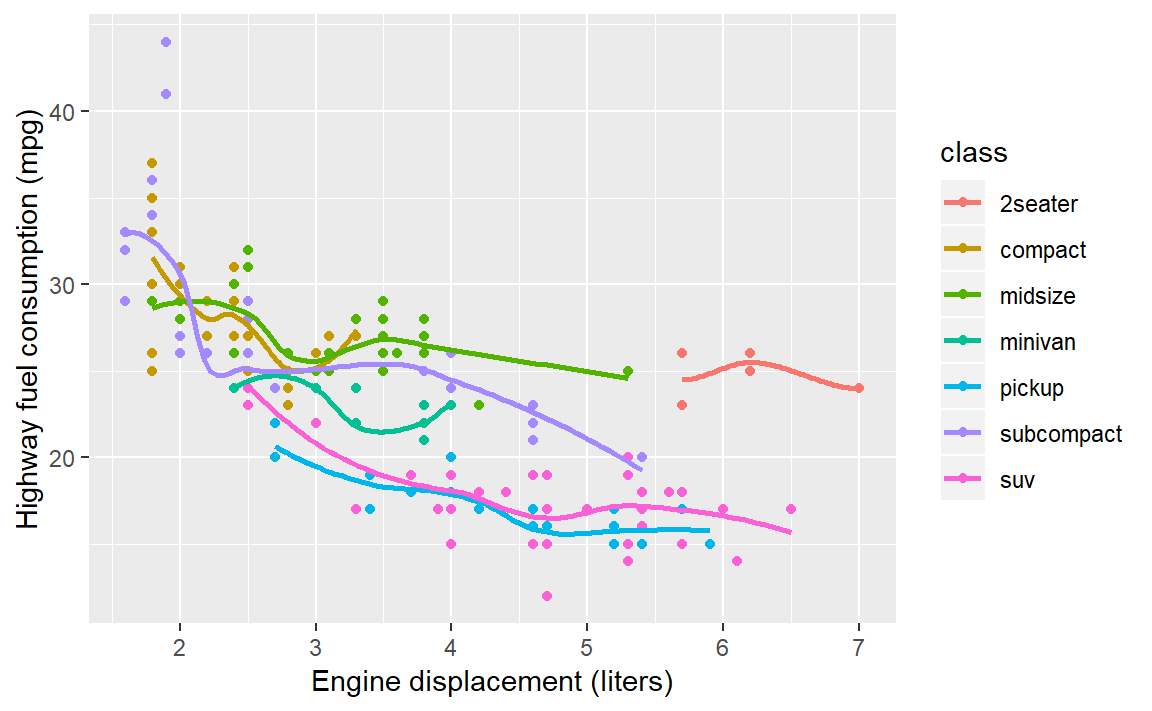 Highway fuel consumption (mpg)
40
30
20
2 3 4 5 6 7
Engine displacement (liters)
class
2seater
compact
midsize
minivan
pickup
subcompact
suv